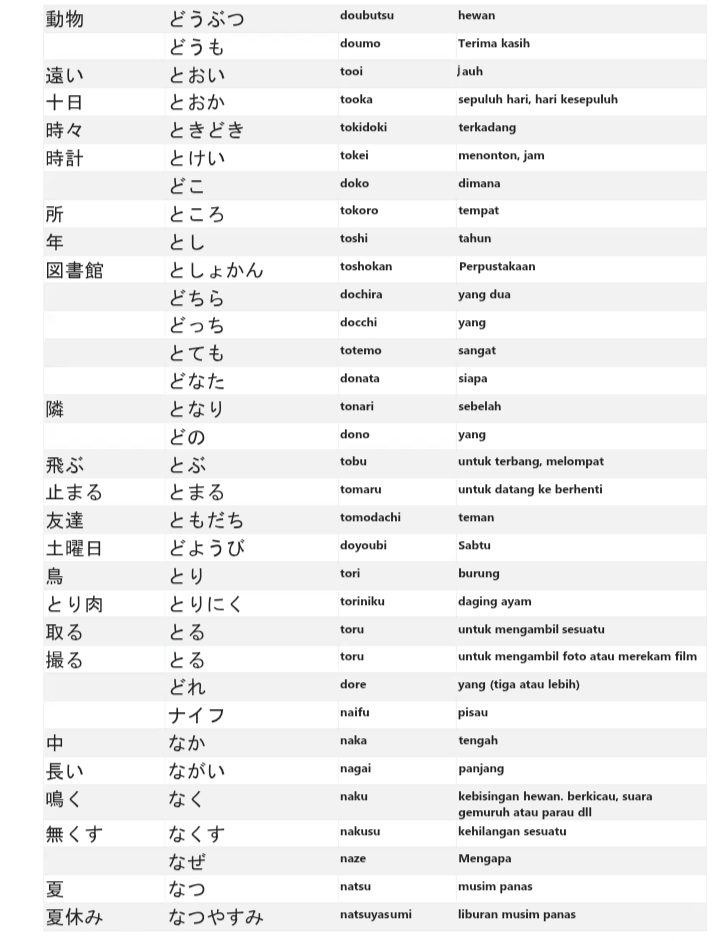 動物 どうぶつ doubutsu hewan
どうも doumo Terima kasih
遠い とおい tooi jauh
十日 とおか tooka sepuluh hari, hari kesepuluh
時々 ときどき tokidoki terkadang
時計 とけい tokei menonton, jam
どこ doko dimana
所 ところ tokoro tempat
年 とし toshi tahun
図書館 としょかん toshokan Perpustakaan
どちら dochira yang dua
どっち docchi yang
とても totemo sangat
どなた donata siapa
隣 となり tonari sebelah
どの dono yang
飛ぶ とぶ tobu untuk terbang, melompat
止まる とまる tomaru untuk datang ke berhenti
友達 ともだち tomodachi teman
土曜日 どようび doyoubi Sabtu
鳥 とり tori burung
とり肉 とりにく toriniku daging ayam
取る とる toru untuk mengambil sesuatu
撮る とる toru untuk mengambil foto atau merekam film
どれ dore yang (tiga atau lebih)
ナイフ naifu pisau
中 なか naka tengah
長い ながい nagai panjang
鳴く なく naku kebisingan hewan. berkicau, suara
gemuruh atau parau dll
無くす なくす nakusu kehilangan sesuatu
なぜ naze Mengapa
夏 なつ natsu musim panas
夏休み なつやすみ natsuyasumi liburan musim panas